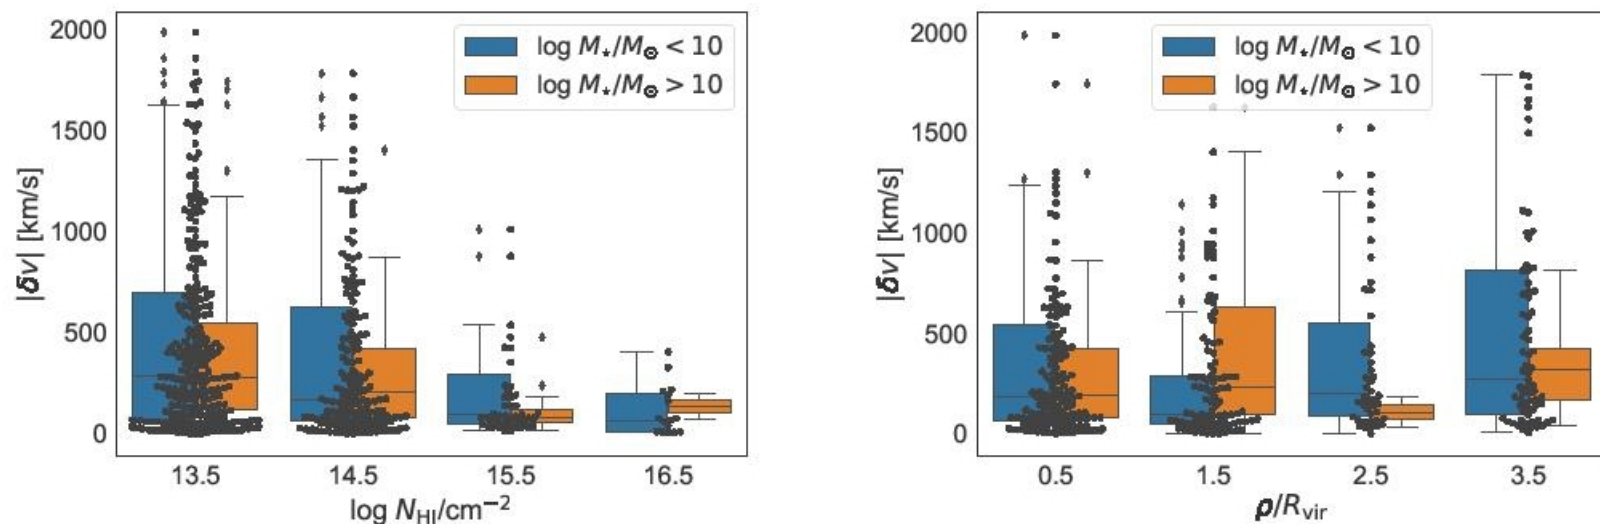 2000
1500
1000
500
0
|δv| [km/s]
log M⋆/M⊙ < 10
log M⋆/M⊙ > 10
13.5 14.5 15.5 16.5
log N_HI/cm⁻²
2000
1500
1000
500
0
|δv| [km/s]
log M⋆/M⊙ < 10
log M⋆/M⊙ > 10
0.5 1.5 2.5 3.5
ρ/R_vir